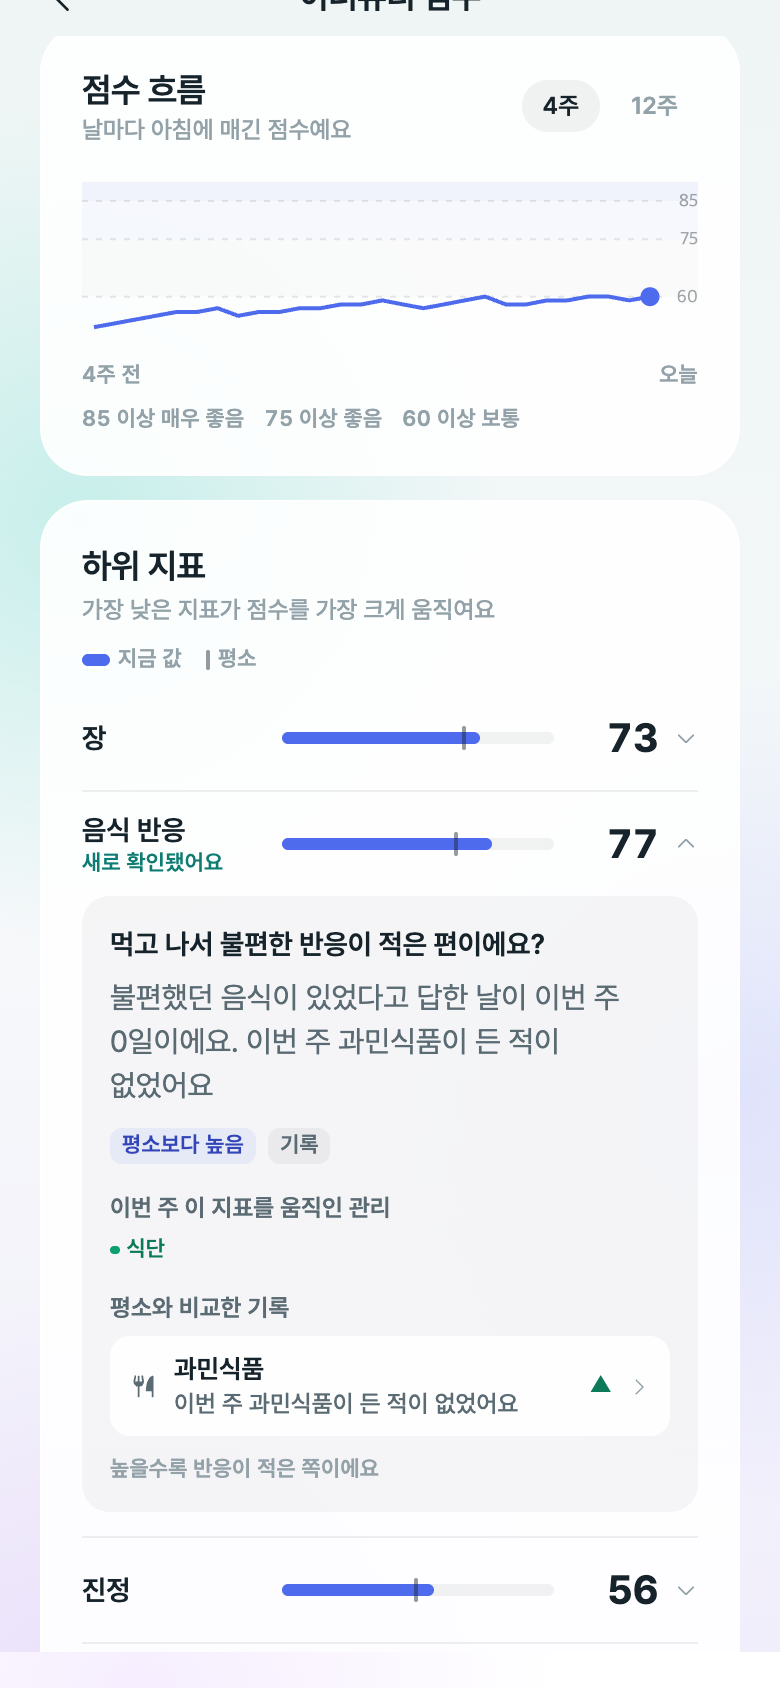 점수 흐름
4주
12주
날마다 아침에 매긴 점수예요
85
75
60
4주 전
오늘
85 이상 매우 좋음 75 이상 좋음 60 이상 보통
하위 지표
가장 낮은 지표가 점수를 가장 크게 움직여요
지금 값
평소
장
73
음식 반응
새로 확인됐어요
77
먹고 나서 불편한 반응이 적은 편이에요?
불편했던 음식이 있었다고 답한 날이 이번 주
0일이에요. 이번 주 과민식품이 든 적이
없었어요
평소보다 높음
기록
이번 주 이 지표를 움직인 관리
식단
평소와 비교한 기록
과민식품
이번 주 과민식품이 든 적이 없었어요
높을수록 반응이 적은 쪽이에요
진정
56